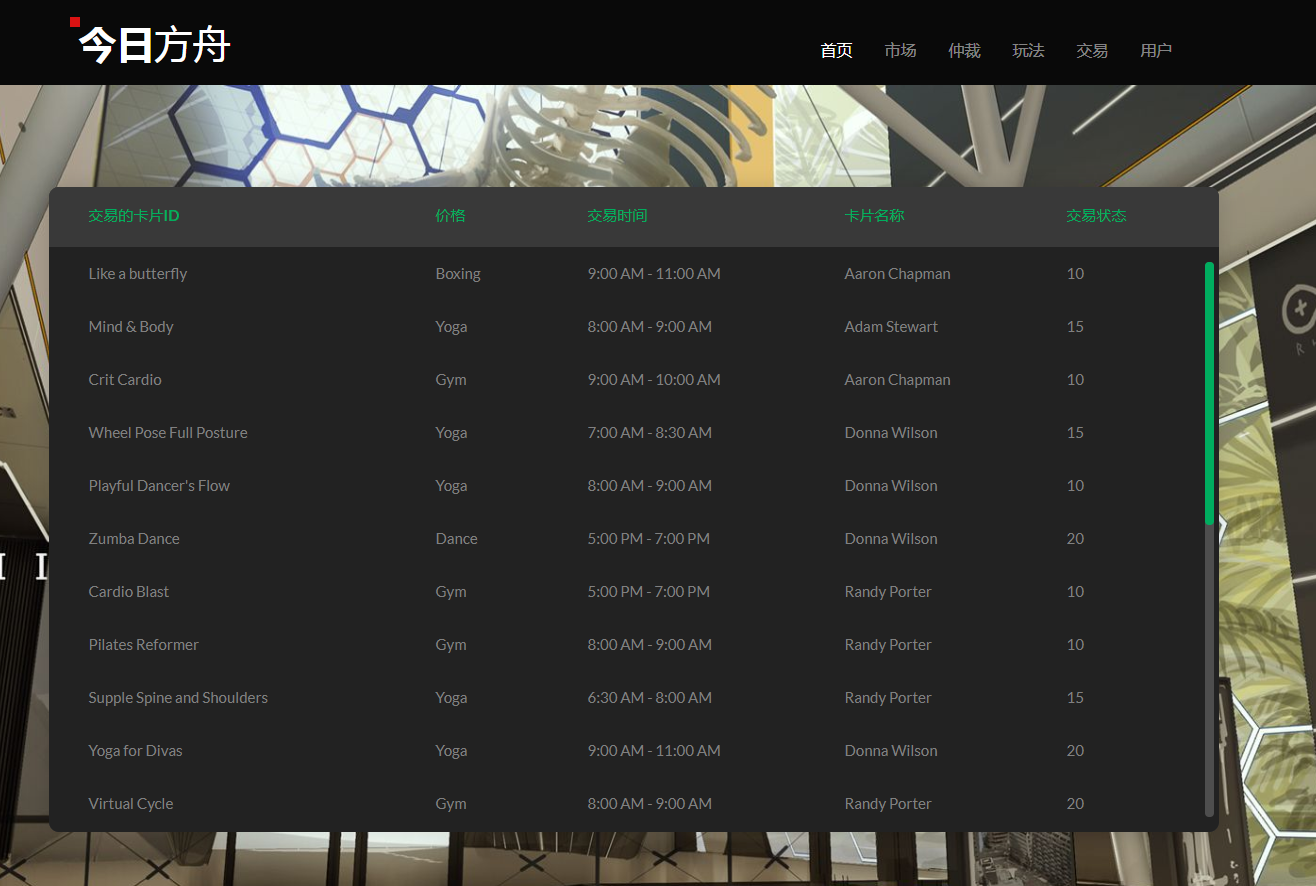 今日方舟
首页 市场 仲裁 玩法 交易 用户
交易的卡片ID 价格 交易时间 卡片名称 交易状态
Like a butterfly Boxing 9:00 AM - 11:00 AM Aaron Chapman 10
Mind & Body Yoga 8:00 AM - 9:00 AM Adam Stewart 15
Crit Cardio Gym 9:00 AM - 10:00 AM Aaron Chapman 10
Wheel Pose Full Posture Yoga 7:00 AM - 8:30 AM Donna Wilson 15
Playful Dancer's Flow Yoga 8:00 AM - 9:00 AM Donna Wilson 10
Zumba Dance Dance 5:00 PM - 7:00 PM Donna Wilson 20
Cardio Blast Gym 5:00 PM - 7:00 PM Randy Porter 10
Pilates Reformer Gym 8:00 AM - 9:00 AM Randy Porter 10
Supple Spine and Shoulders Yoga 6:30 AM - 8:00 AM Randy Porter 15
Yoga for Divas Yoga 9:00 AM - 11:00 AM Donna Wilson 20
Virtual Cycle Gym 8:00 AM - 9:00 AM Randy Porter 20